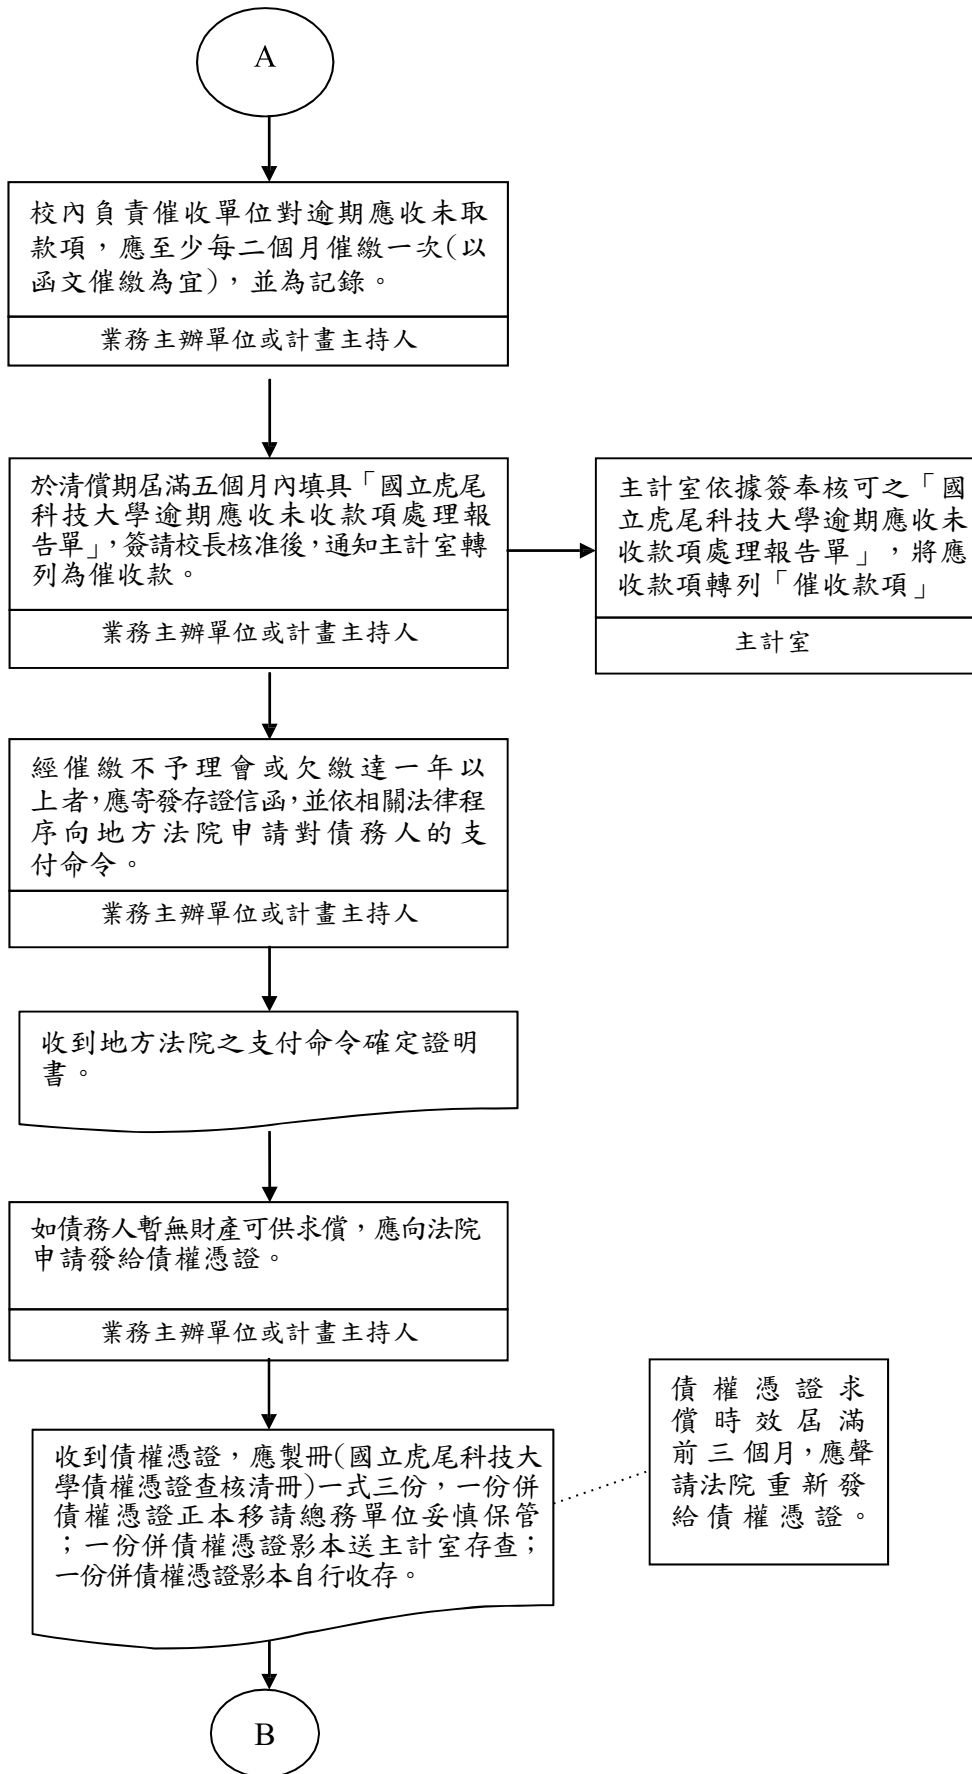 A
校內負責催收單位對逾期應收未取
款項，應至少每二個月催繳一次(以
函文催繳為宜)，並為記錄。
業務主辦單位或計畫主持人
於清償期屆滿五個月內填具「國立虎尾
科技大學逾期應收未收款項處理報
告單」，簽請校長核准後，通知主計室轉
列為催收款。
業務主辦單位或計畫主持人
主計室依據簽奉核可之「國
立虎尾科技大學逾期應收未
收款項處理報告單」，將應
收款項轉列「催收款項」
主計室
經催繳不予理會或欠繳達一年以
上者，應寄發存證信函，並依相關法律程
序向地方法院申請對債務人的支
付命令。
業務主辦單位或計畫主持人
收到地方法院之支付命令確定證明
書。
如債務人暫無財產可供求償，應向法院
申請發給債權憑證。
業務主辦單位或計畫主持人
收到債權憑證，應製冊(國立虎尾科技大
學債權憑證查核清冊)一式三份，一份併
債權憑證正本移請總務單位妥慎保管
；一份併債權憑證影本送主計室存查；
一份併債權憑證影本自行收存。
債權憑證求
償時效屆滿
前三個月，應聲
請法院重新發
給債權憑證。
B